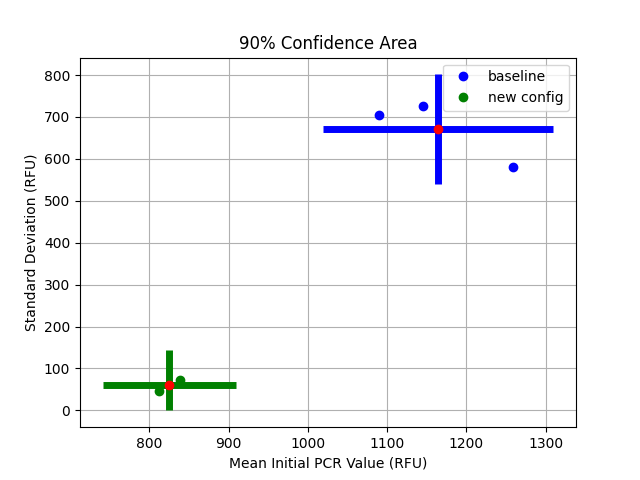 90% Confidence Area
baseline
new config
800
700
600
500
400
300
200
100
0
Standard Deviation (RFU)
800 900 1000 1100 1200 1300
Mean Initial PCR Value (RFU)